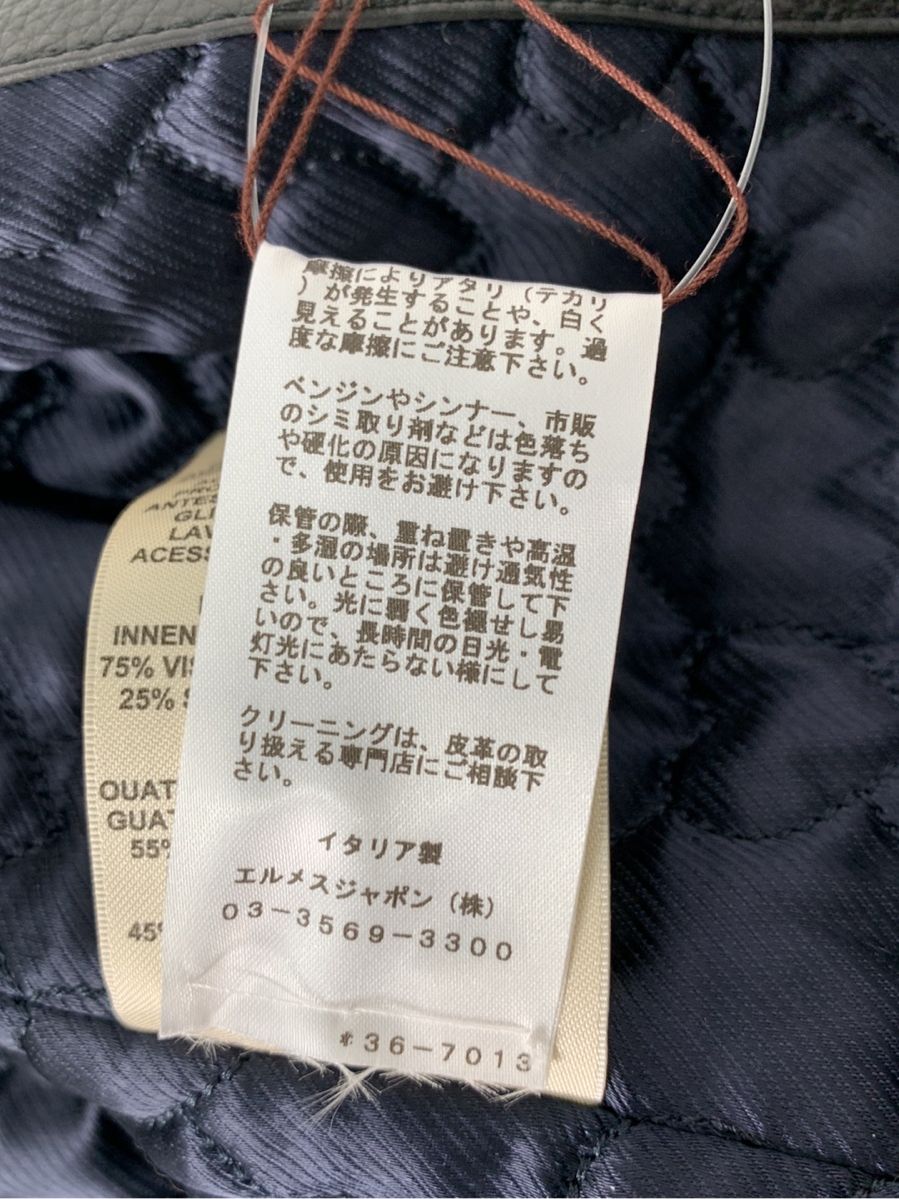 摩擦によりアタリ（テカリ
）が発生することや、白く
見えることがあります。過
度な摩擦にご注意下さい。
ベンジンやシンナー、市販
のシミ取り剤などは色落ち
や硬化の原因になりますの
で、使用をお避け下さい。
保管の際、重ね置きや高温
・多湿の場所は避け通気性
の良いところに保管して下
さい。光に弱く色褪せし易
いので、長時間の日光・電
灯光にあたらない様にして
下さい。
クリーニングは、皮革の取
り扱える専門店にご相談下
さい。
イタリア製
エルメスジャポン（株）
03-3569-3300
36-7013
ANTES
GL
LAV
ACESS
INNEN
75% VIS
25% S
OUAT
GUAT
55%
45%